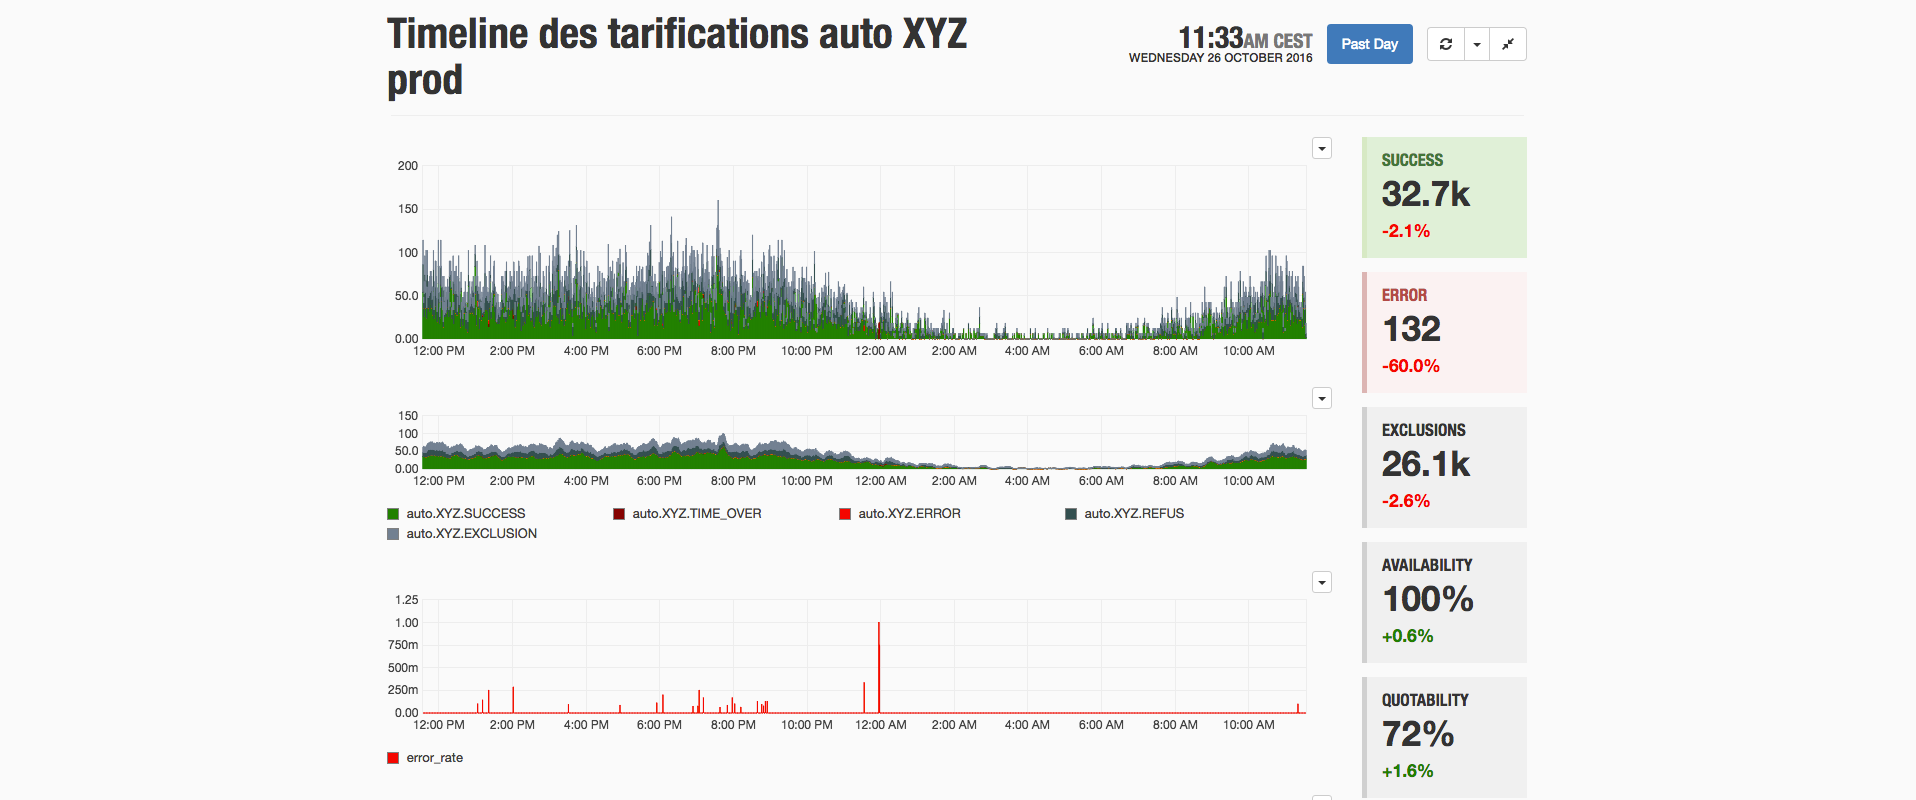 Timeline des tarifications auto XYZ
prod
11:33AM CEST
WEDNESDAY 26 OCTOBER 2016
Past Day
200
150
100
50.0
0.00
12:00 PM 2:00 PM 4:00 PM 6:00 PM 8:00 PM 10:00 PM 12:00 AM 2:00 AM 4:00 AM 6:00 AM 8:00 AM 10:00 AM
150
100
50.0
0.00
12:00 PM 2:00 PM 4:00 PM 6:00 PM 8:00 PM 10:00 PM 12:00 AM 2:00 AM 4:00 AM 6:00 AM 8:00 AM 10:00 AM
auto.XYZ.SUCCESS auto.XYZ.TIME_OVER auto.XYZ.ERROR auto.XYZ.REFUS
auto.XYZ.EXCLUSION
1.25
1.00
750m
500m
250m
0.00
12:00 PM 2:00 PM 4:00 PM 6:00 PM 8:00 PM 10:00 PM 12:00 AM 2:00 AM 4:00 AM 6:00 AM 8:00 AM 10:00 AM
error_rate
SUCCESS
32.7k
-2.1%
ERROR
132
-60.0%
EXCLUSIONS
26.1k
-2.6%
AVAILABILITY
100%
+0.6%
QUOTABILITY
72%
+1.6%